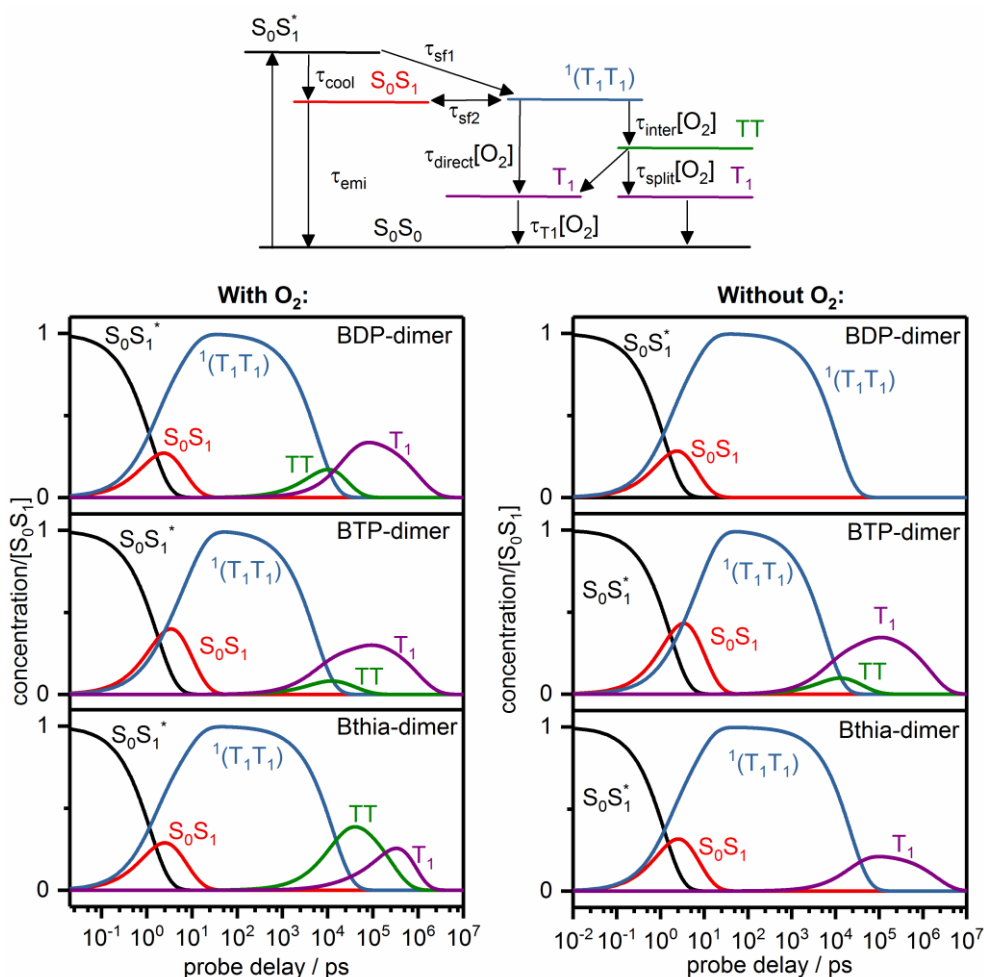 S₀S₁*
τsf1
τcool
S₀S₁
¹(T₁T₁)
τsf2
τinter[O₂]
TT
τdirect[O₂]
τemi
T₁
τsplit[O₂]
T₁
S₀S₀
τT1[O₂]
With O₂:
Without O₂:
1
S₀S₁*
BDP-dimer
¹(T₁T₁)
S₀S₁
TT
T₁
0
1
S₀S₁*
BDP-dimer
¹(T₁T₁)
S₀S₁
0
concentration/[S₀S₁]
1
S₀S₁*
BTP-dimer
¹(T₁T₁)
S₀S₁
T₁
TT
0
concentration/[S₀S₁]
1
BTP-dimer
S₀S₁*
¹(T₁T₁)
S₀S₁
T₁
TT
0
1
S₀S₁*
Bthia-dimer
¹(T₁T₁)
S₀S₁
TT
T₁
0
1
Bthia-dimer
¹(T₁T₁)
S₀S₁*
S₀S₁
T₁
0
10⁻¹ 10⁰ 10¹ 10² 10³ 10⁴ 10⁵ 10⁶ 10⁷
probe delay / ps
10⁻² 10⁻¹ 10⁰ 10¹ 10² 10³ 10⁴ 10⁵ 10⁶ 10⁷
probe delay / ps